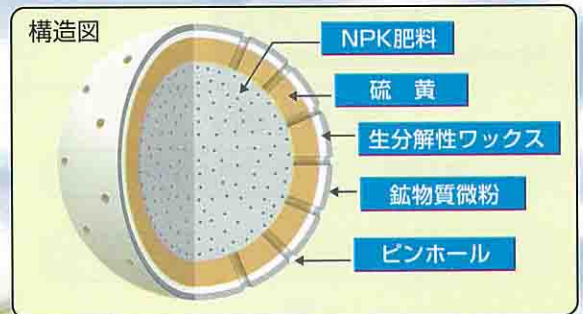 構造図
NPK肥料
硫 黄
生分解性ワックス
鉱物質微粉
ピンホール